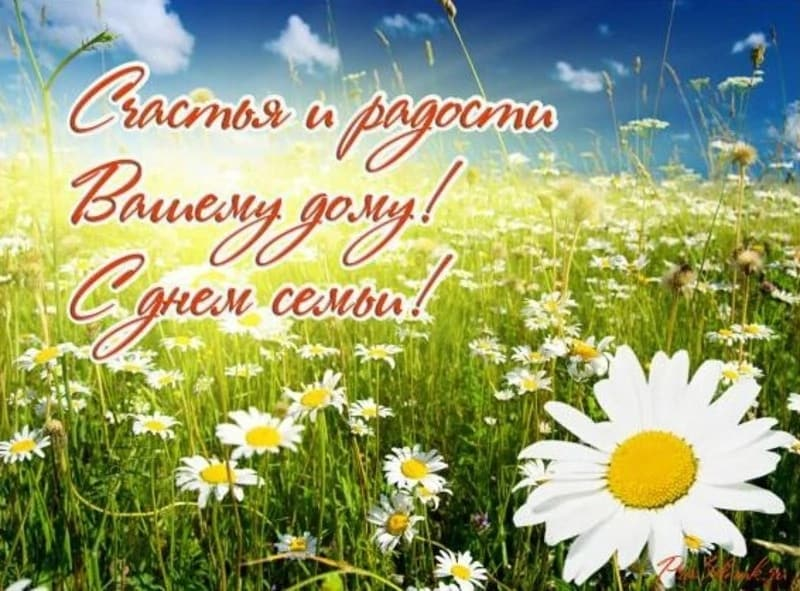 Счастья и радости
Вашему дому!
С днем семьи!